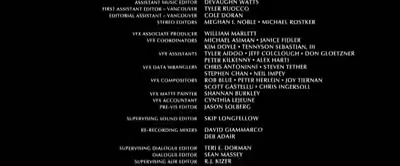 ASSISTANT MUSIC EDITOR DEVAUGHN WATTS
FIRST ASSISTANT EDITOR – VANCOUVER TYLER RUOCCO
EDITORIAL ASSISTANT – VANCOUVER COLE DORAN
STEREO EDITORS MEGHAN E. NOBLE • MICHAEL ROSTKER
VFX ASSOCIATE PRODUCER WILLIAM MARLETT
VFX COORDINATORS MICHAEL ASIMAN • JANICE FIDLER
KIM DOYLE • TENNYSON SEBASTIAN, III
VFX ASSISTANTS TYLER AIDOO • JEFF COLCLOUGH • DON GLOETZNER
PETER KILKENNY • ALEX HARTI
VFX DATA WRANGLERS CHRIS ANTONINNI • STEVEN TETHER
STEPHEN CHAN • NEIL IMPEY
VFX COMPOSITORS ROB BLUE • PETER HERLEIN • JOY TIERNAN
SCOTT GASTELLU • CHRIS INGERSOLL
VFX MATTE PAINTER SHANNAN BURKLEY
VFX ACCOUNTANT CYNTHIA LEJEUNE
PRE-VIS EDITOR JASON SOLBERG
SUPERVISING SOUND EDITOR SKIP LONGFELLOW
RE-RECORDING MIXERS DAVID GIAMMARCO
DEB ADAIR
SUPERVISING DIALOGUE EDITOR TERI E. DORMAN
DIALOGUE EDITOR SEAN MASSEY
SUPERVISING ADR EDITOR R.J. KIZER